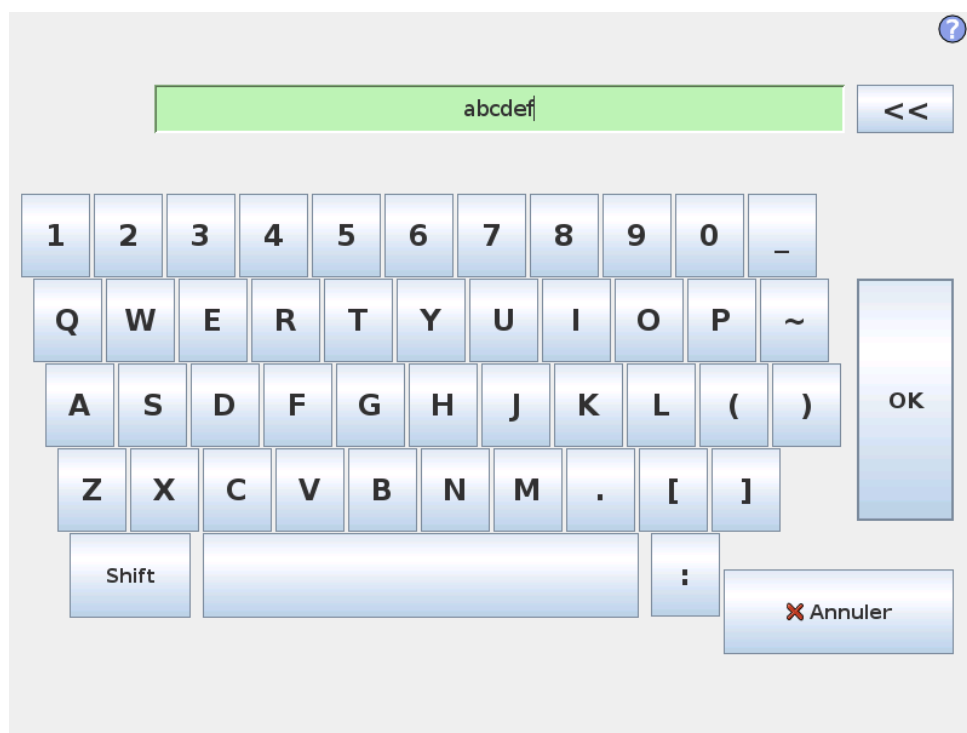 ?
abcdef
<<
1 2 3 4 5 6 7 8 9 0 _
Q W E R T Y U I O P ~
A S D F G H J K L ( )
OK
Z X C V B N M . [ ]
Shift :
Annuler